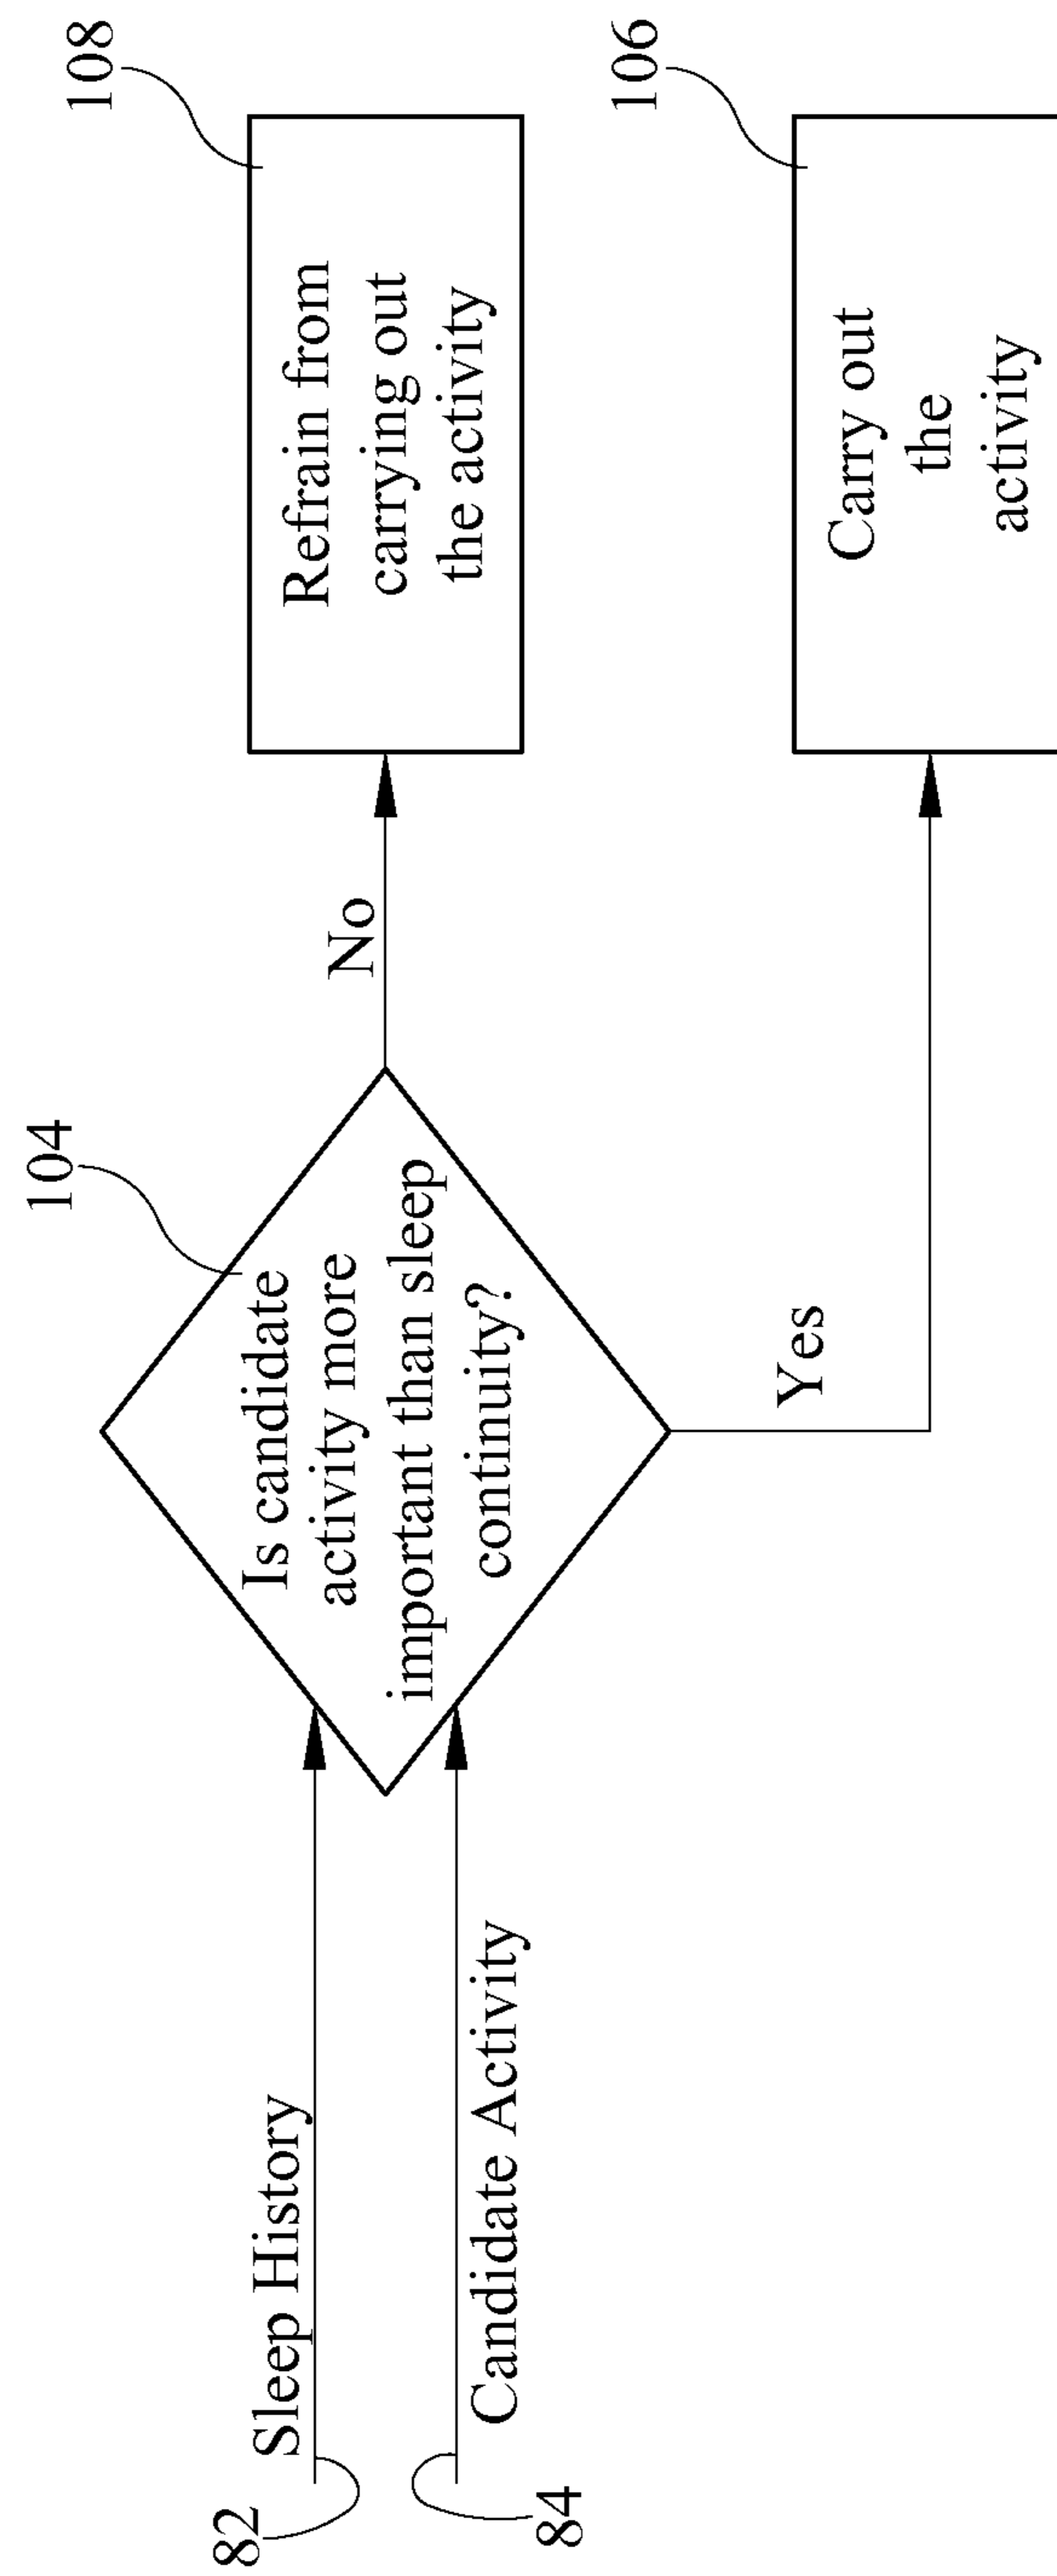 82
Sleep History
84
Candidate Activity
104
Is candidate
activity more
important than sleep
continuity?
No
Yes
108
Refrain from
carrying out
the activity
106
Carry out
the
activity